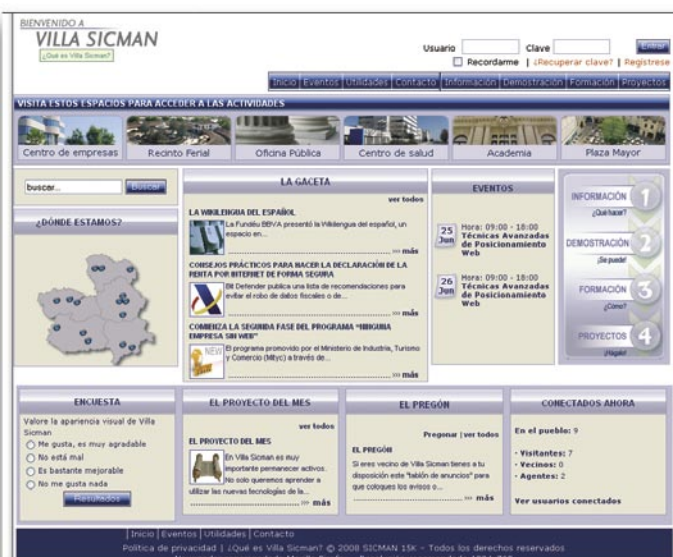 BIENVENIDO A
VILLA SICMAN
¿Qué es Villa Sicman?
Usuario Clave Entrar
Recordarme | ¿Recuperar clave? | Registrese
Inicio Eventos Utilidades Contacto Información Demostración Formación Proyectos
VISITA ESTOS ESPACIOS PARA ACCEDER A LAS ACTIVIDADES
Centro de empresas Recinto Ferial Oficina Pública Centro de salud Academia Plaza Mayor
buscar... Buscar
¿DÓNDE ESTAMOS?
LA GACETA
ver todos
LA WIKILENGUA DEL ESPAÑOL
La Fundéu BBVA presentó la Wikilengua del español, un
espacio en...
››› más
CONSEJOS PRÁCTICOS PARA HACER LA DECLARACIÓN DE LA
RENTA POR INTERNET DE FORMA SEGURA
Bit Defender publica una lista de recomendaciones para
evitar el robo de datos fiscales o de...
››› más
COMIENZA LA SEGUNDA FASE DEL PROGRAMA "NINGUNA
EMPRESA SIN WEB"
NEW
El programa promovido por el Ministerio de Industria, Turismo
y Comercio (Mityc) a través de...
››› más
EVENTOS
25 Jun
Hora: 09:00 - 18:00
Técnicas Avanzadas
de Posicionamiento
Web
26 Jun
Hora: 09:00 - 18:00
Técnicas Avanzadas
de Posicionamiento
Web
INFORMACIÓN 1
¿Qué hacer?
DEMOSTRACIÓN 2
¡Se puede!
FORMACIÓN 3
¿Cómo?
PROYECTOS 4
¡Hágalo!
ENCUESTA
Valore la apariencia visual de Villa
Sicman
Me gusta, es muy agradable
No está mal
Es bastante mejorable
No me gusta nada
Resultados
EL PROYECTO DEL MES
ver todos
EL PROYECTO DEL MES
En Villa Sicman es muy
importante permanecer activos.
No solo queremos aprender a
utilizar las nuevas tecnologías de la...
››› más
EL PREGÓN
Pregonar |ver todos
EL PREGÓN
Si eres vecino de Villa Sicman tienes a tu
disposición este "tablón de anuncios" para
que coloques los avisos o...
››› más
CONECTADOS AHORA
En el pueblo: 9
· Visitantes: 7
· Vecinos: 0
· Agentes: 2
Ver usuarios conectados
|Inicio|Eventos|Utilidades|Contacto
Política de privacidad | ¿Qué es Villa Sicman? @ 2008 SICMAN 15K - Todos los derechos reservados